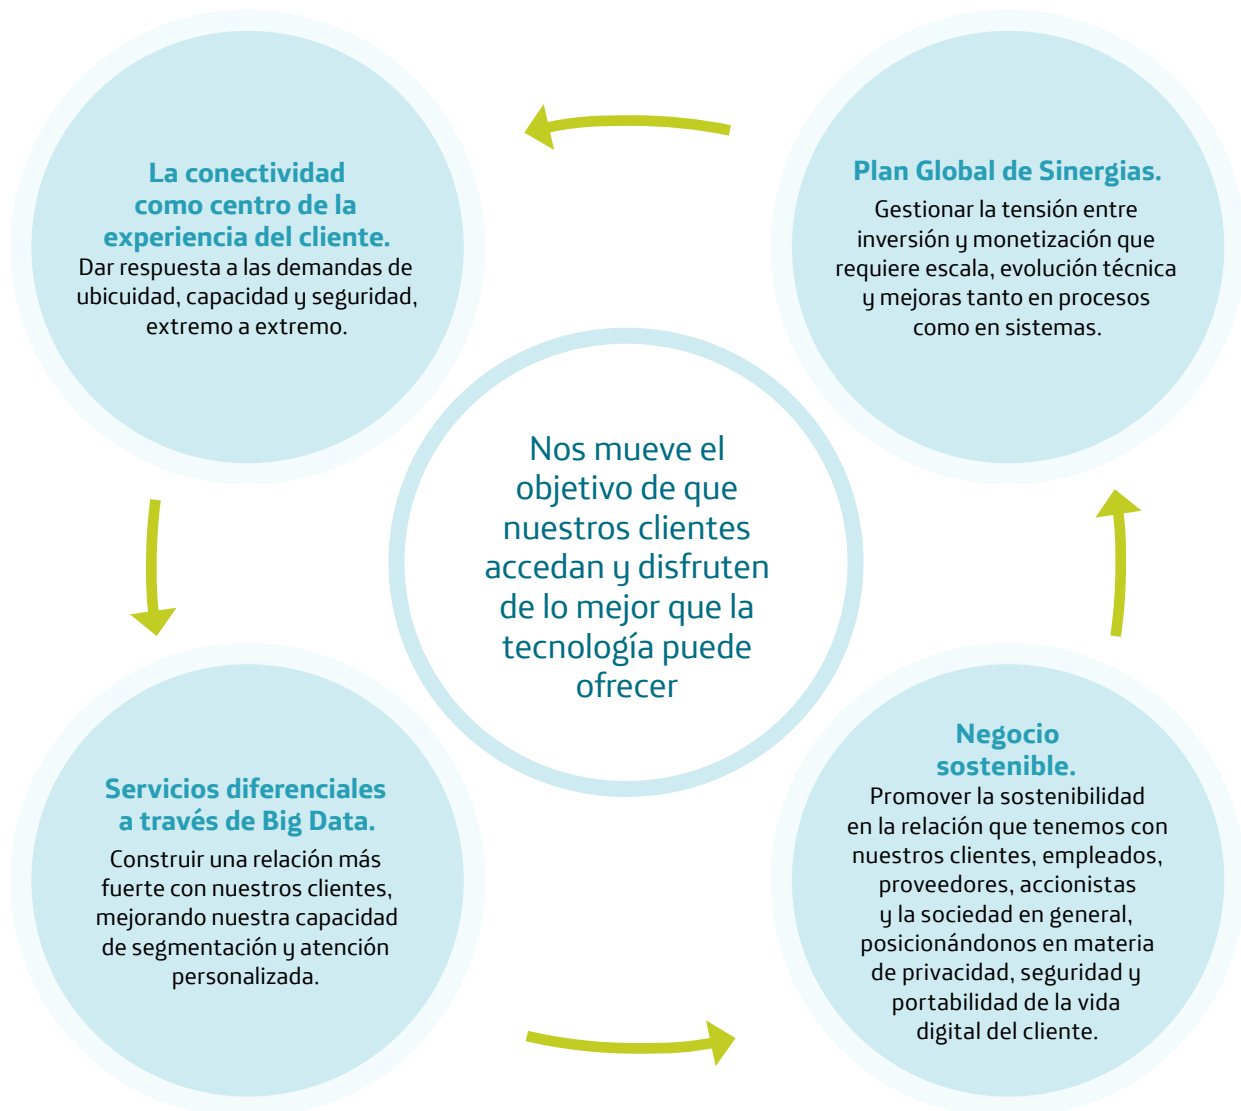 La conectividad
como centro de la
experiencia del cliente.
Dar respuesta a las demandas de
ubicuidad, capacidad y seguridad,
extremo a extremo.
Plan Global de Sinergias.
Gestionar la tensión entre
inversión y monetización que
requiere escala, evolución técnica
y mejoras tanto en procesos
como en sistemas.
Nos mueve el
objetivo de que
nuestros clientes
accedan y disfruten
de lo mejor que la
tecnología puede
ofrecer
Servicios diferenciales
a través de Big Data.
Construir una relación más
fuerte con nuestros clientes,
mejorando nuestra capacidad
de segmentación y atención
personalizada.
Negocio
sostenible.
Promover la sostenibilidad
en la relación que tenemos con
nuestros clientes, empleados,
proveedores, accionistas
y la sociedad en general,
posicionándonos en materia
de privacidad, seguridad y
portabilidad de la vida
digital del cliente.